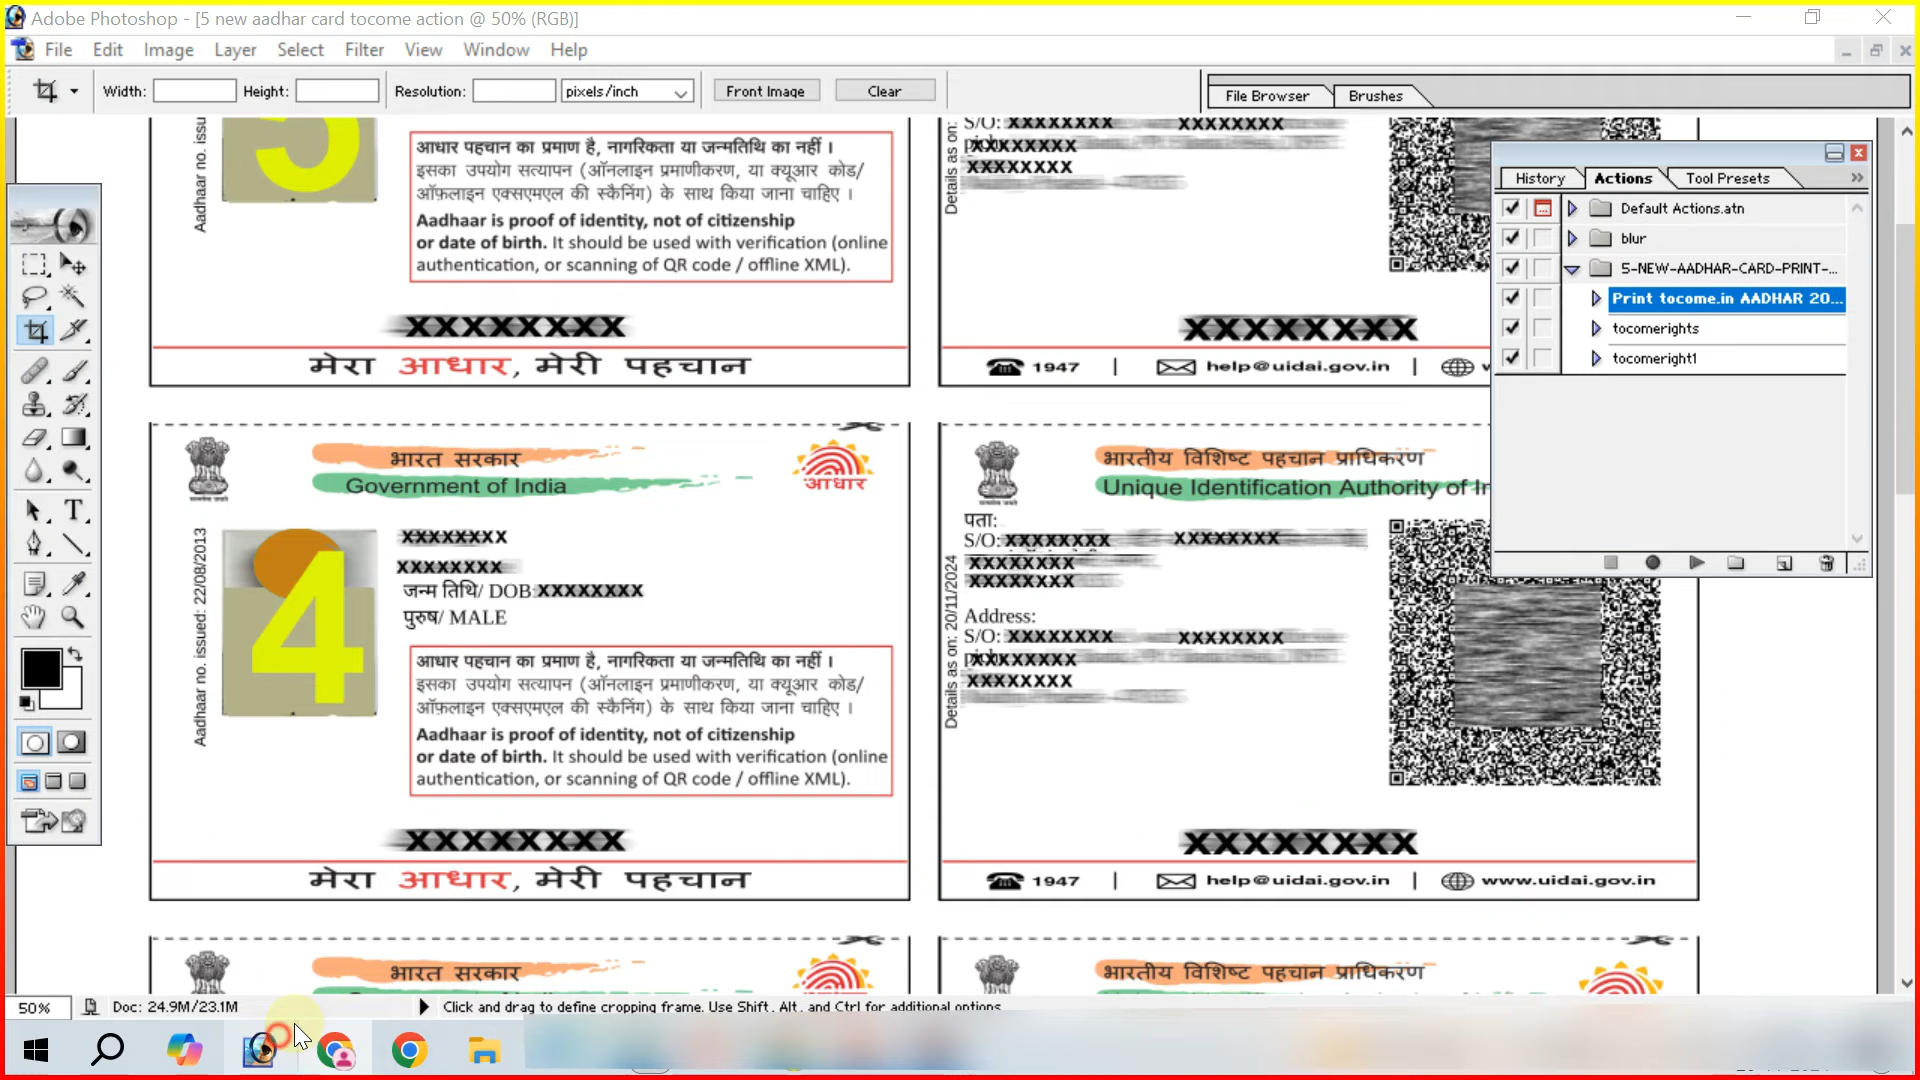 Adobe Photoshop - [5 new aadhar card tocome action @ 50% (RGB)]
File Edit Image Layer Select Filter View Window Help
Width: Height: Resolution: pixels/inch Front Image Clear File Browser Brushes
History Actions Tool Presets
Default Actions.atn
blur
5-NEW-AADHAR-CARD-PRINT-...
Print tocome.in AADHAR 20...
tocomerights
tocomeright1
5
Aadhaar no. issu
आधार पहचान का प्रमाण है, नागरिकता या जन्मतिथि का नहीं ।
इसका उपयोग सत्यापन (ऑनलाइन प्रमाणीकरण, या क्यूआर कोड/
ऑफ़लाइन एक्सएमएल की स्कैनिंग) के साथ किया जाना चाहिए ।
Aadhaar is proof of identity, not of citizenship
or date of birth. It should be used with verification (online
authentication, or scanning of QR code / offline XML).
XXXXXXXX
मेरा आधार, मेरी पहचान
Details as on:
S/O: XXXXXXXX XXXXXXXX
XXXXXXXX
XXXXXXXX
XXXXXXXX
1947 | help@uidai.gov.in | w
भारत सरकार
Government of India
आधार
Aadhaar no. issued: 22/08/2013
4
XXXXXXXX
XXXXXXXX
जन्म तिथि/ DOB:XXXXXXXX
पुरुष/ MALE
आधार पहचान का प्रमाण है, नागरिकता या जन्मतिथि का नहीं ।
इसका उपयोग सत्यापन (ऑनलाइन प्रमाणीकरण, या क्यूआर कोड/
ऑफ़लाइन एक्सएमएल की स्कैनिंग) के साथ किया जाना चाहिए ।
Aadhaar is proof of identity, not of citizenship
or date of birth. It should be used with verification (online
authentication, or scanning of QR code / offline XML).
XXXXXXXX
मेरा आधार, मेरी पहचान
भारतीय विशिष्ट पहचान प्राधिकरण
Unique Identification Authority of In
Details as on: 20/11/2024
पता:
S/O: XXXXXXXX XXXXXXXX
XXXXXXXX
XXXXXXXX
Address:
S/O: XXXXXXXX XXXXXXXX
XXXXXXXX
XXXXXXXX
XXXXXXXX
1947 | help@uidai.gov.in | www.uidai.gov.in
भारत सरकार
भारतीय विशिष्ट पहचान प्राधिकरण
50% Doc: 24.9M/23.1M Click and drag to define cropping frame. Use Shift, Alt, and Ctrl for additional options.